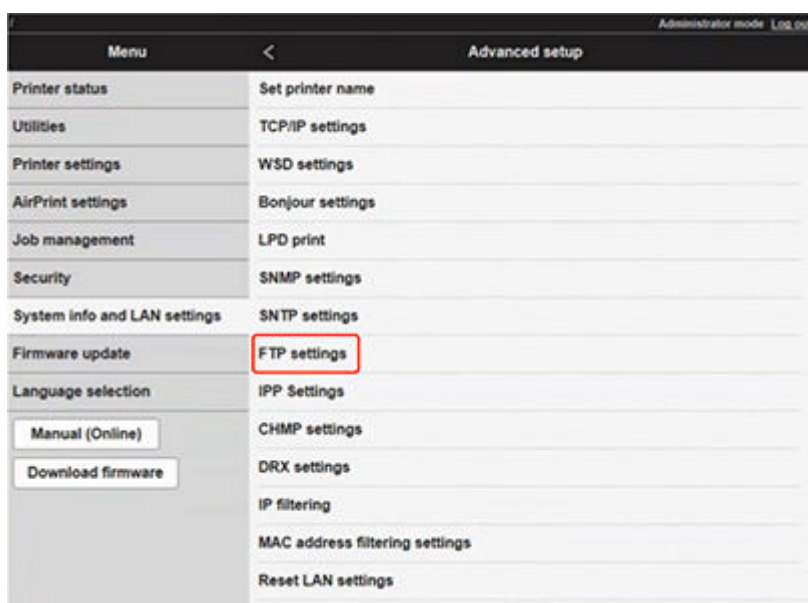 Administrator mode Log out
Menu
<
Advanced setup
Printer status
Utilities
Printer settings
AirPrint settings
Job management
Security
System info and LAN settings
Firmware update
Language selection
Manual (Online)
Download firmware
Set printer name
TCP/IP settings
WSD settings
Bonjour settings
LPD print
SNMP settings
SNTP settings
FTP settings
IPP Settings
CHMP settings
DRX settings
IP filtering
MAC address filtering settings
Reset LAN settings